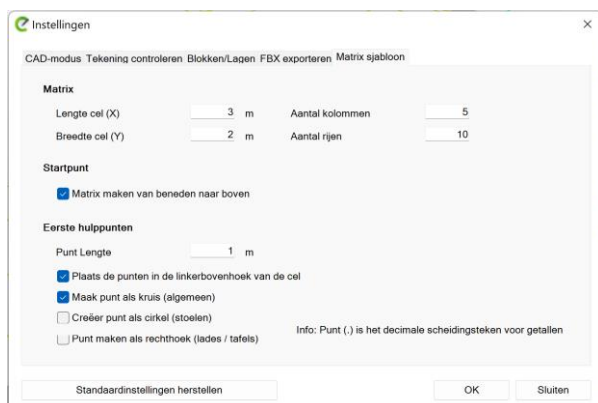 Instellingen
CAD-modus Tekening controleren Blokken/Lagen FBX exporteren Matrix sjabloon
Matrix
Lengte cel (X) 3 m Aantal kolommen 5
Breedte cel (Y) 2 m Aantal rijen 10
Startpunt
Matrix maken van beneden naar boven
Eerste hulppunten
Punt Lengte 1 m
Plaats de punten in de linkerbovenhoek van de cel
Maak punt als kruis (algemeen)
Creëer punt als cirkel (stoelen)
Info: Punt (.) is het decimale scheidingsteken voor getallen
Punt maken als rechthoek (lades / tafels)
Standaardinstellingen herstellen OK Sluiten